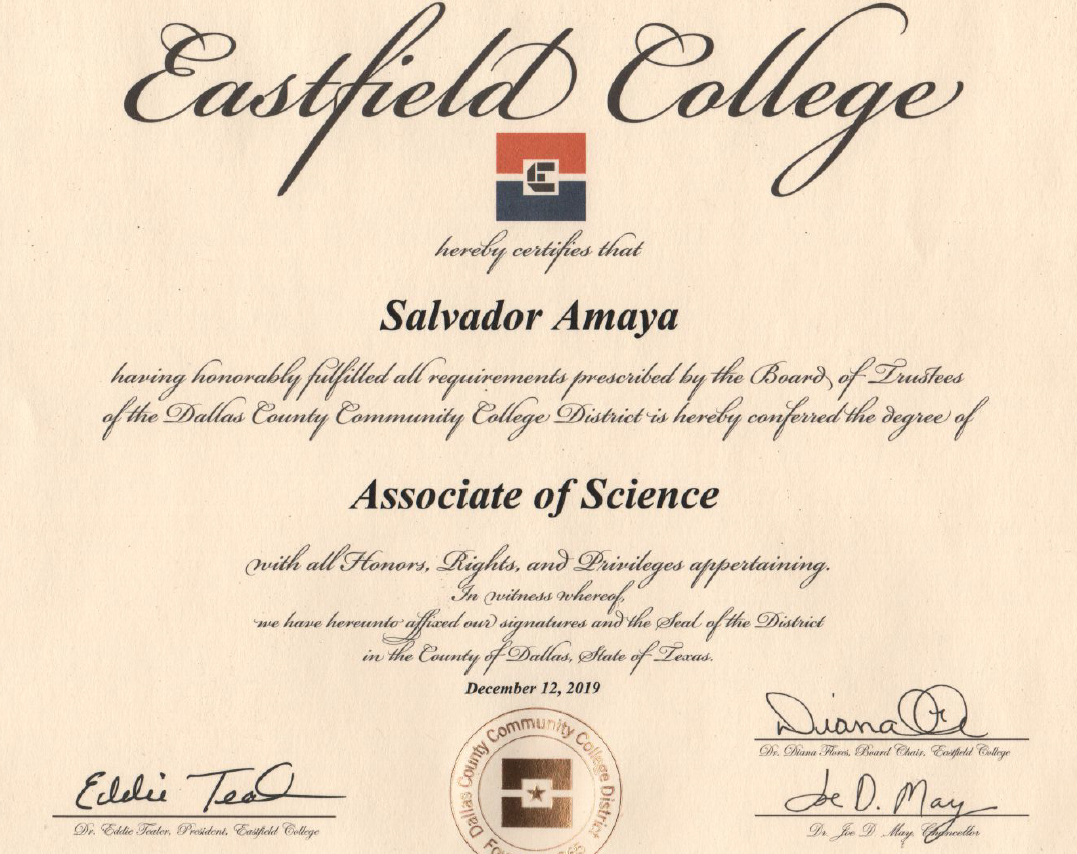 Eastfield College
E
hereby certifies that
Salvador Amaya
having honorably fulfilled all requirements prescribed by the Board of Trustees
of the Dallas County Community College District is hereby conferred the degree of
Associate of Science
with all Honors, Rights, and Privileges appertaining.
In witness whereof,
we have hereunto affixed our signatures and the Seal of the District
in the County of Dallas, State of Texas.
December 12, 2019
Dallas County Community College District
Diana
Dr. Diana Flores, Board Chair, Eastfield College
Eddie
Dr. Eddie Tealer, President, Eastfield College
Joe D. May
Dr. Joe D. May, Chancellor